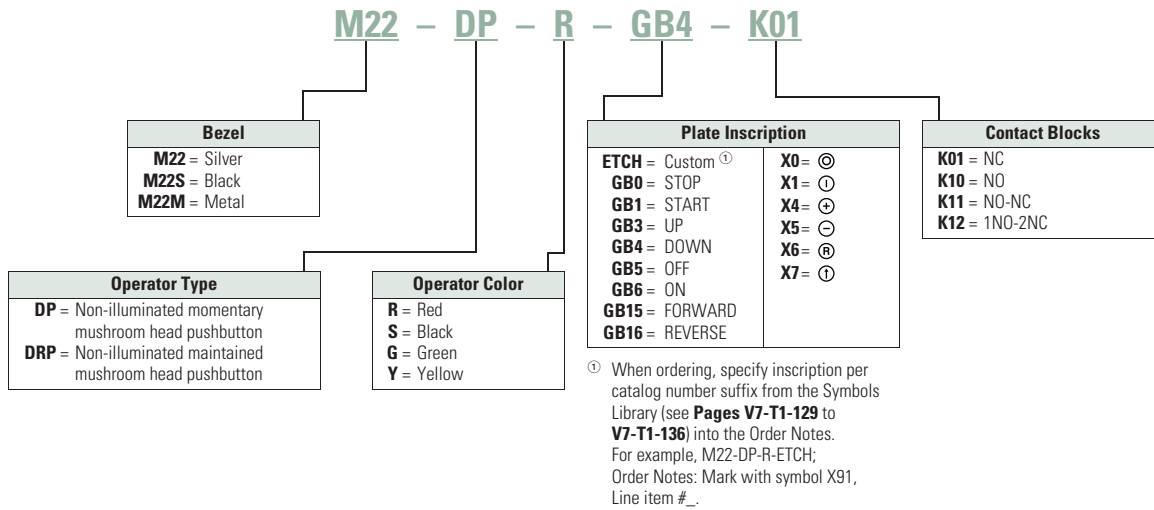 M22 – DP – R – GB4 – K01
Bezel
M22 = Silver
M22S = Black
M22M = Metal
Operator Type
DP = Non-illuminated momentary
mushroom head pushbutton
DRP = Non-illuminated maintained
mushroom head pushbutton
Operator Color
R = Red
S = Black
G = Green
Y = Yellow
Plate Inscription
ETCH = Custom ①
GB0 = STOP
GB1 = START
GB3 = UP
GB4 = DOWN
GB5 = OFF
GB6 = ON
GB15 = FORWARD
GB16 = REVERSE
X0= ⌾
X1= ⏼
X4= ⊕
X5= ⊖
X6= Ⓡ
X7= ⦶
① When ordering, specify inscription per
catalog number suffix from the Symbols
Library (see Pages V7-T1-129 to
V7-T1-136) into the Order Notes.
For example, M22-DP-R-ETCH;
Order Notes: Mark with symbol X91,
Line item #_.
Contact Blocks
K01 = NC
K10 = NO
K11 = NO-NC
K12 = 1NO-2NC